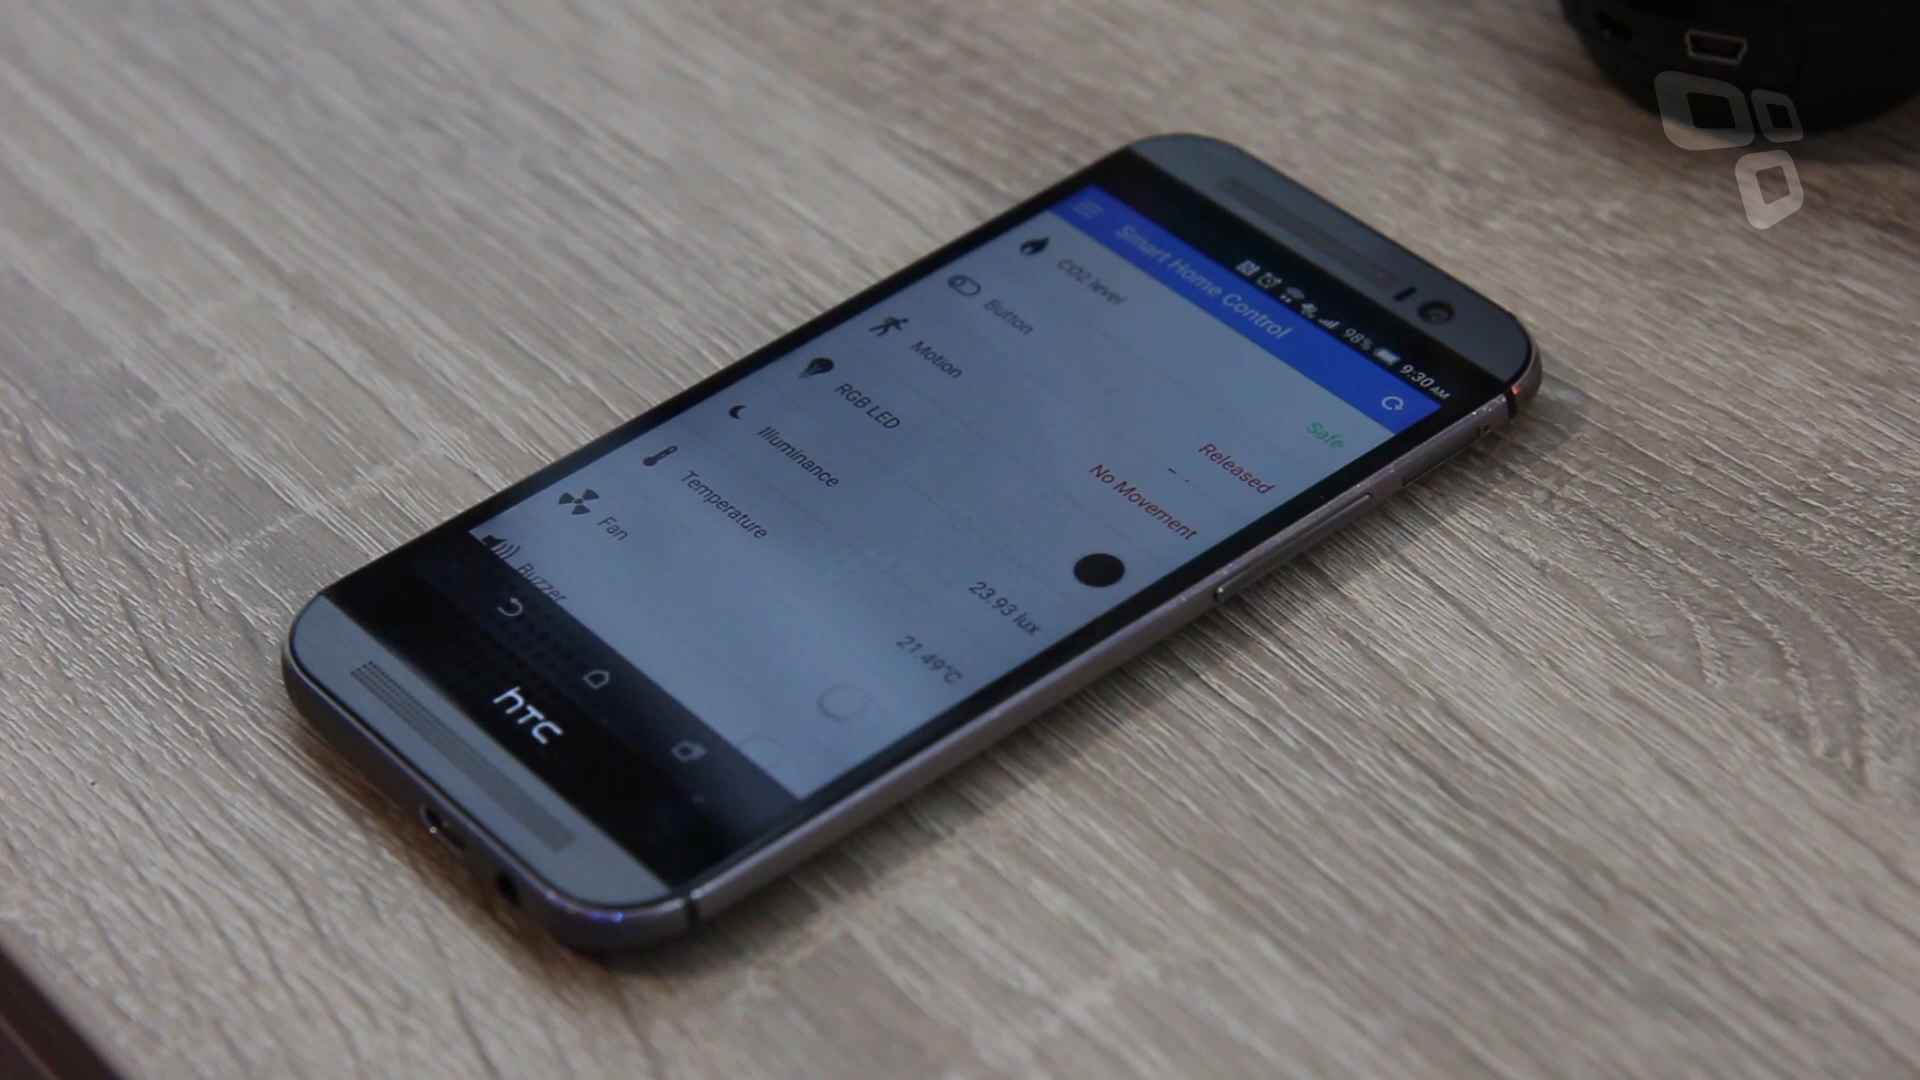 98% 9:30 AM
Smart Home Control
CO2 level Safe
Button Released
Motion No Movement
RGB LED
Illuminance 23.93 lux
Temperature 21.49°C
Fan
Buzzer
hTC